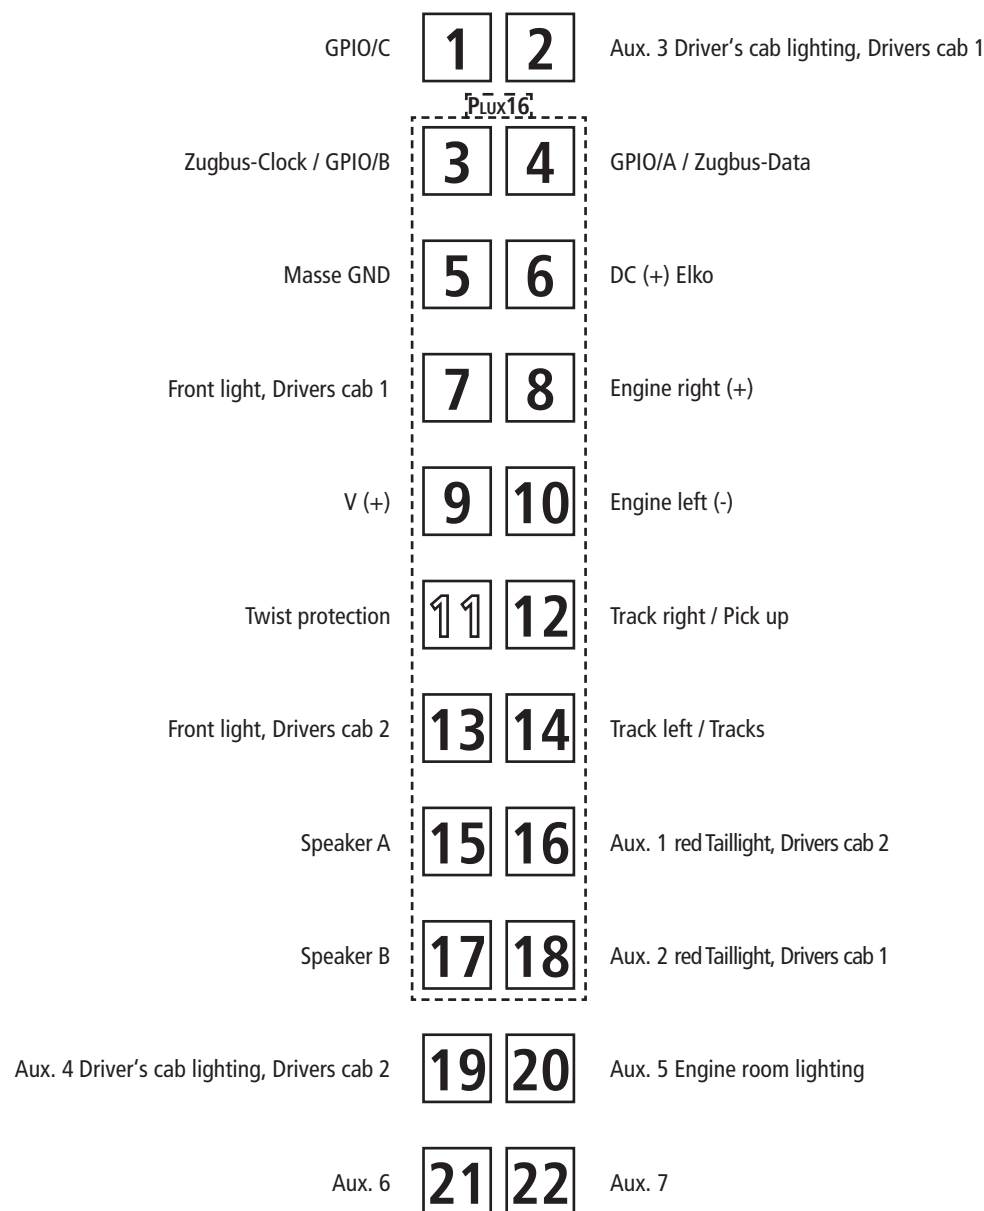 GPIO/C 1 2 Aux. 3 Driver‘s cab lighting, Drivers cab 1
PLUX16
Zugbus-Clock / GPIO/B 3 4 GPIO/A / Zugbus-Data
Masse GND 5 6 DC (+) Elko
Front light, Drivers cab 1 7 8 Engine right (+)
V (+) 9 10 Engine left (-)
Twist protection 11 12 Track right / Pick up
Front light, Drivers cab 2 13 14 Track left / Tracks
Speaker A 15 16 Aux. 1 red Taillight, Drivers cab 2
Speaker B 17 18 Aux. 2 red Taillight, Drivers cab 1
Aux. 4 Driver‘s cab lighting, Drivers cab 2 19 20 Aux. 5 Engine room lighting
Aux. 6 21 22 Aux. 7